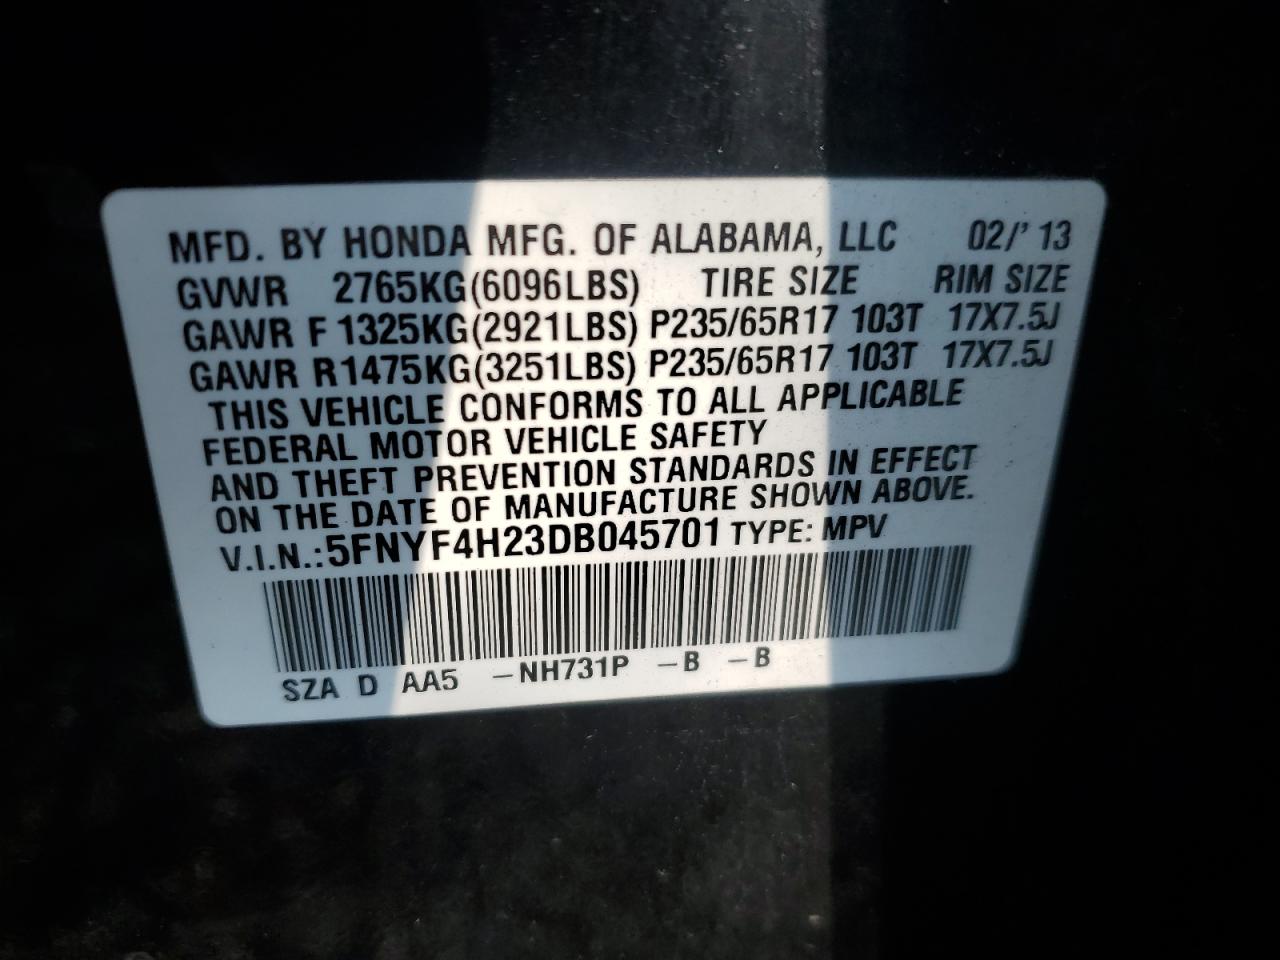 MFD. BY HONDA MFG. OF ALABAMA, LLC 02/' 13
GVWR 2765KG(6096LBS) TIRE SIZE RIM SIZE
GAWR F 1325KG(2921LBS) P235/65R17 103T 17X7.5J
GAWR R1475KG(3251LBS) P235/65R17 103T 17X7.5J
THIS VEHICLE CONFORMS TO ALL APPLICABLE
FEDERAL MOTOR VEHICLE SAFETY
AND THEFT PREVENTION STANDARDS IN EFFECT
ON THE DATE OF MANUFACTURE SHOWN ABOVE.
V.I.N.:5FNYF4H23DB045701 TYPE: MPV
SZA D AA5 -NH731P -B -B